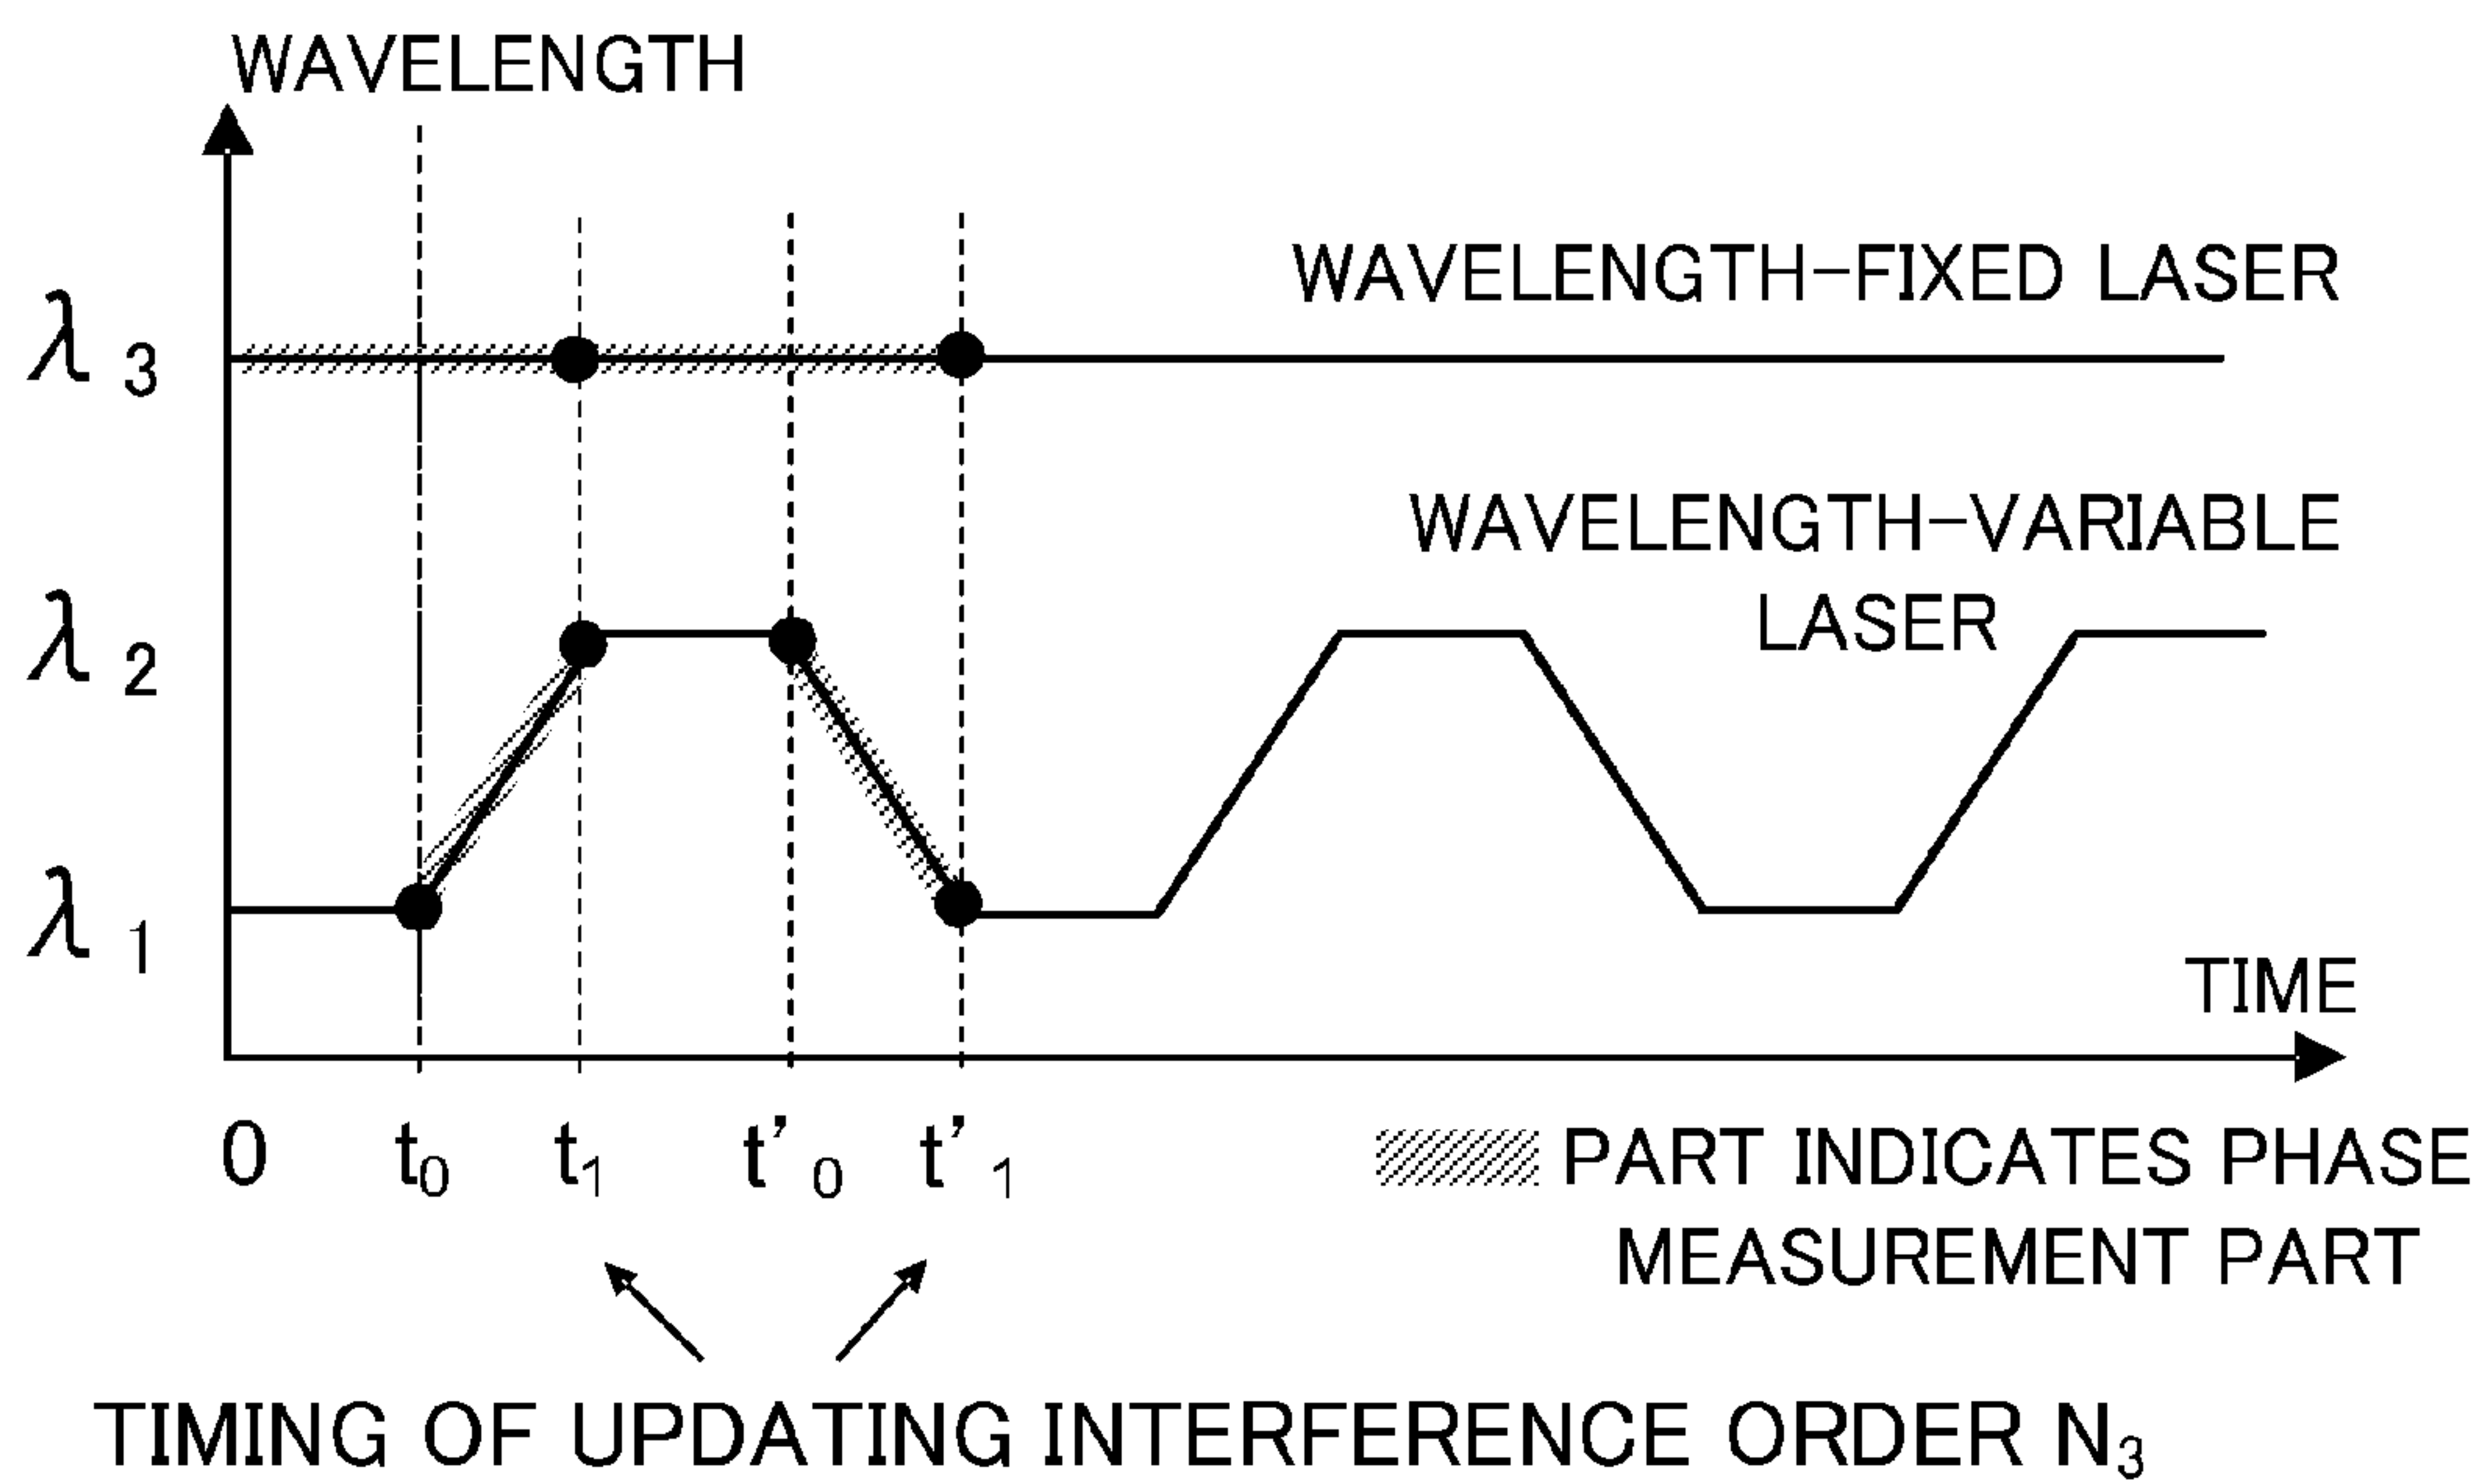 WAVELENGTH
WAVELENGTH-FIXED LASER
λ 3
WAVELENGTH-VARIABLE
LASER
λ 2
λ 1
TIME
0 t0 t1 t'0 t'1
PART INDICATES PHASE
MEASUREMENT PART
TIMING OF UPDATING INTERFERENCE ORDER N3